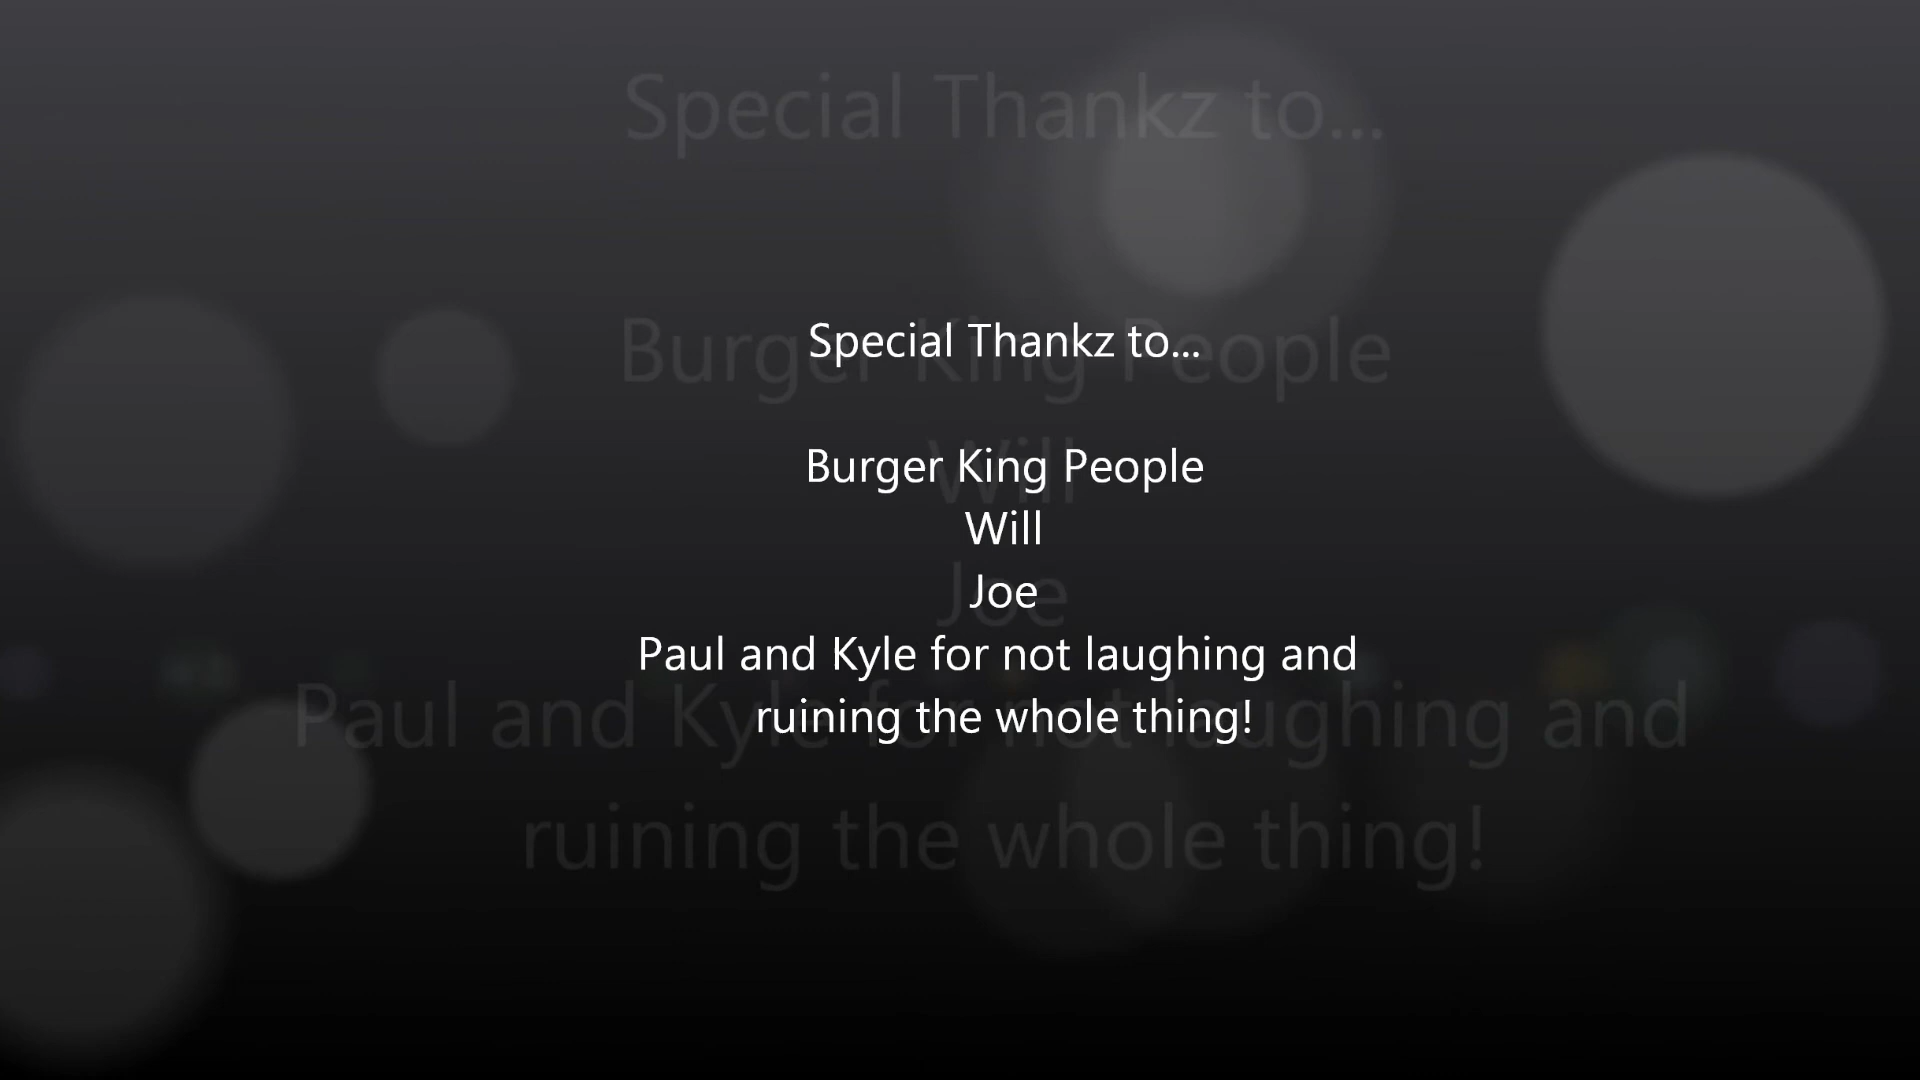 Special Thankz to...
Burger King People
Will
Joe
Paul and Kyle for not laughing and
ruining the whole thing!